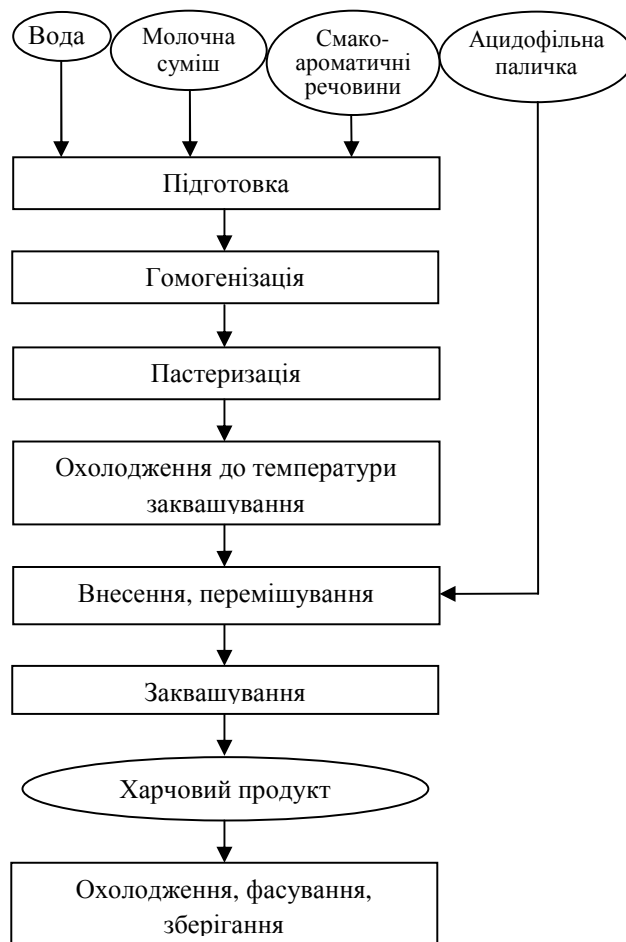 Вода
Молочна
суміш
Смако-
ароматичні
речовини
Ацидофільна
паличка
Підготовка
Гомогенізація
Пастеризація
Охолодження до температури
заквашування
Внесення, перемішування
Заквашування
Харчовий продукт
Охолодження, фасування,
зберігання